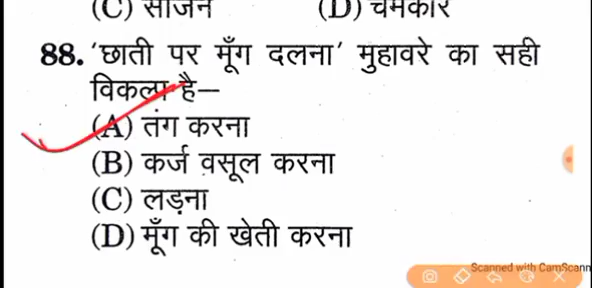 (C) साजन (D) चमकार
88. 'छाती पर मूँग दलना' मुहावरे का सही
विकल्प है—
(A) तंग करना
(B) कर्ज वसूल करना
(C) लड़ना
(D) मूँग की खेती करना
Scanned with CamScann